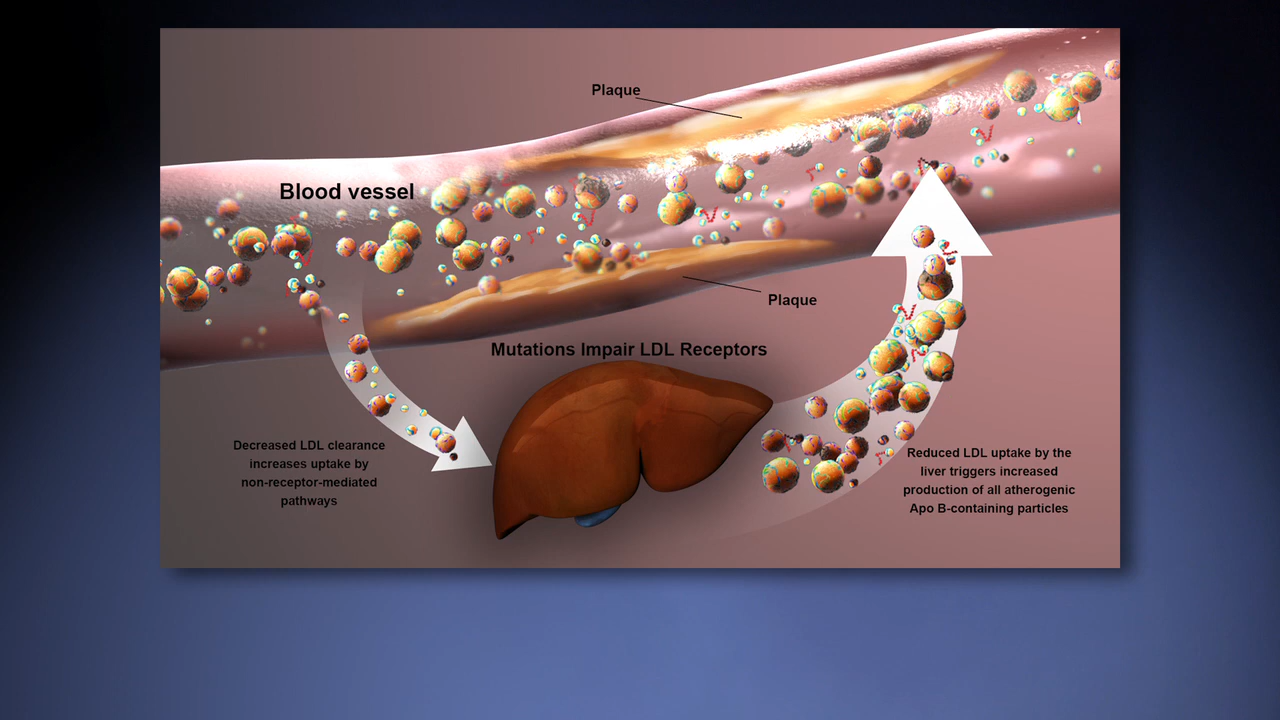 Plaque
Blood vessel
Plaque
Mutations Impair LDL Receptors
Decreased LDL clearance
increases uptake by
non-receptor-mediated
pathways
Reduced LDL uptake by the
liver triggers increased
production of all atherogenic
Apo B-containing particles